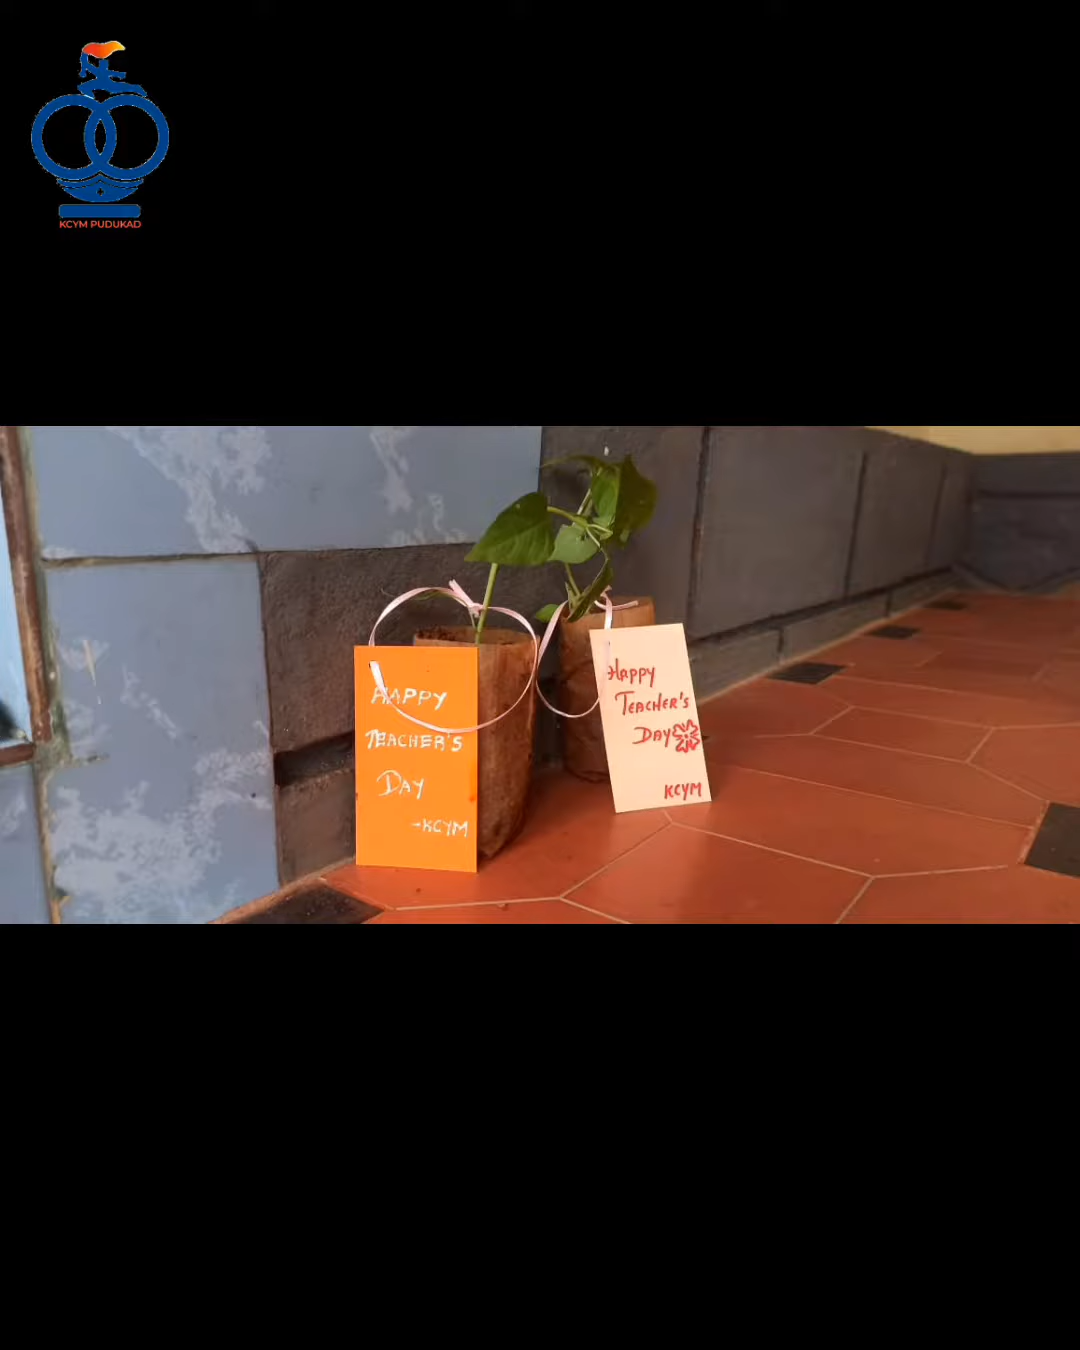 KCYM PUDUKAD
HAPPY
TEACHER'S
DAY
-KCYM
Happy
TEACHER'S
DAY
KCYM